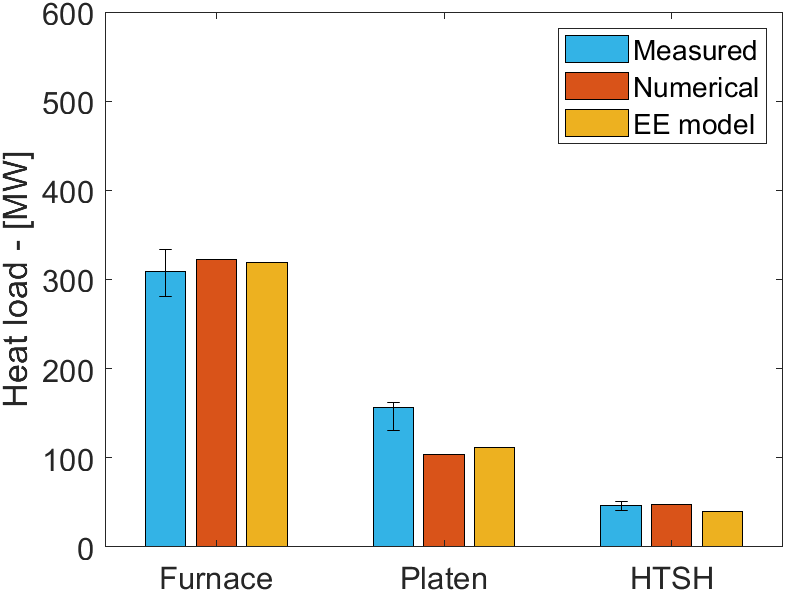 600
500
400
300
200
100
0
Heat load - [MW]
Measured
Numerical
EE model
Furnace
Platen
HTSH